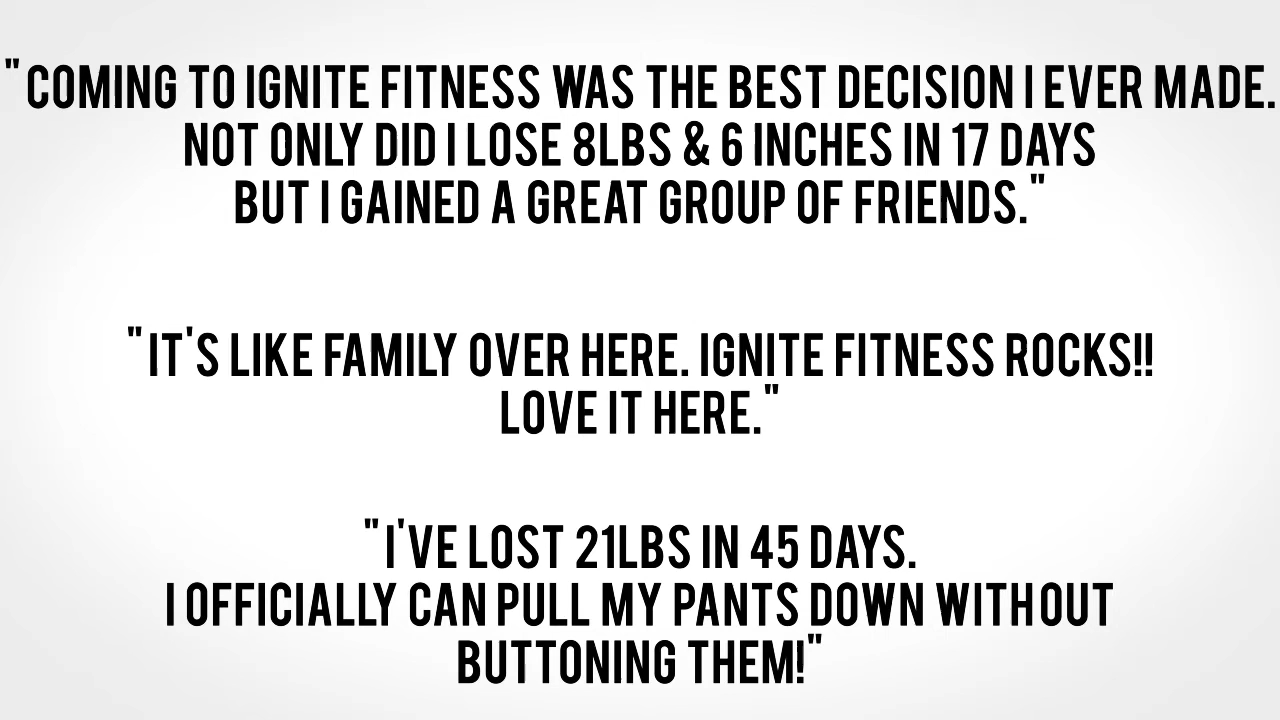 "COMING TO IGNITE FITNESS WAS THE BEST DECISION I EVER MADE.
NOT ONLY DID I LOSE 8LBS & 6 INCHES IN 17 DAYS
BUT I GAINED A GREAT GROUP OF FRIENDS."
"IT'S LIKE FAMILY OVER HERE. IGNITE FITNESS ROCKS!!
LOVE IT HERE."
"I'VE LOST 21LBS IN 45 DAYS.
I OFFICIALLY CAN PULL MY PANTS DOWN WITHOUT
BUTTONING THEM!"